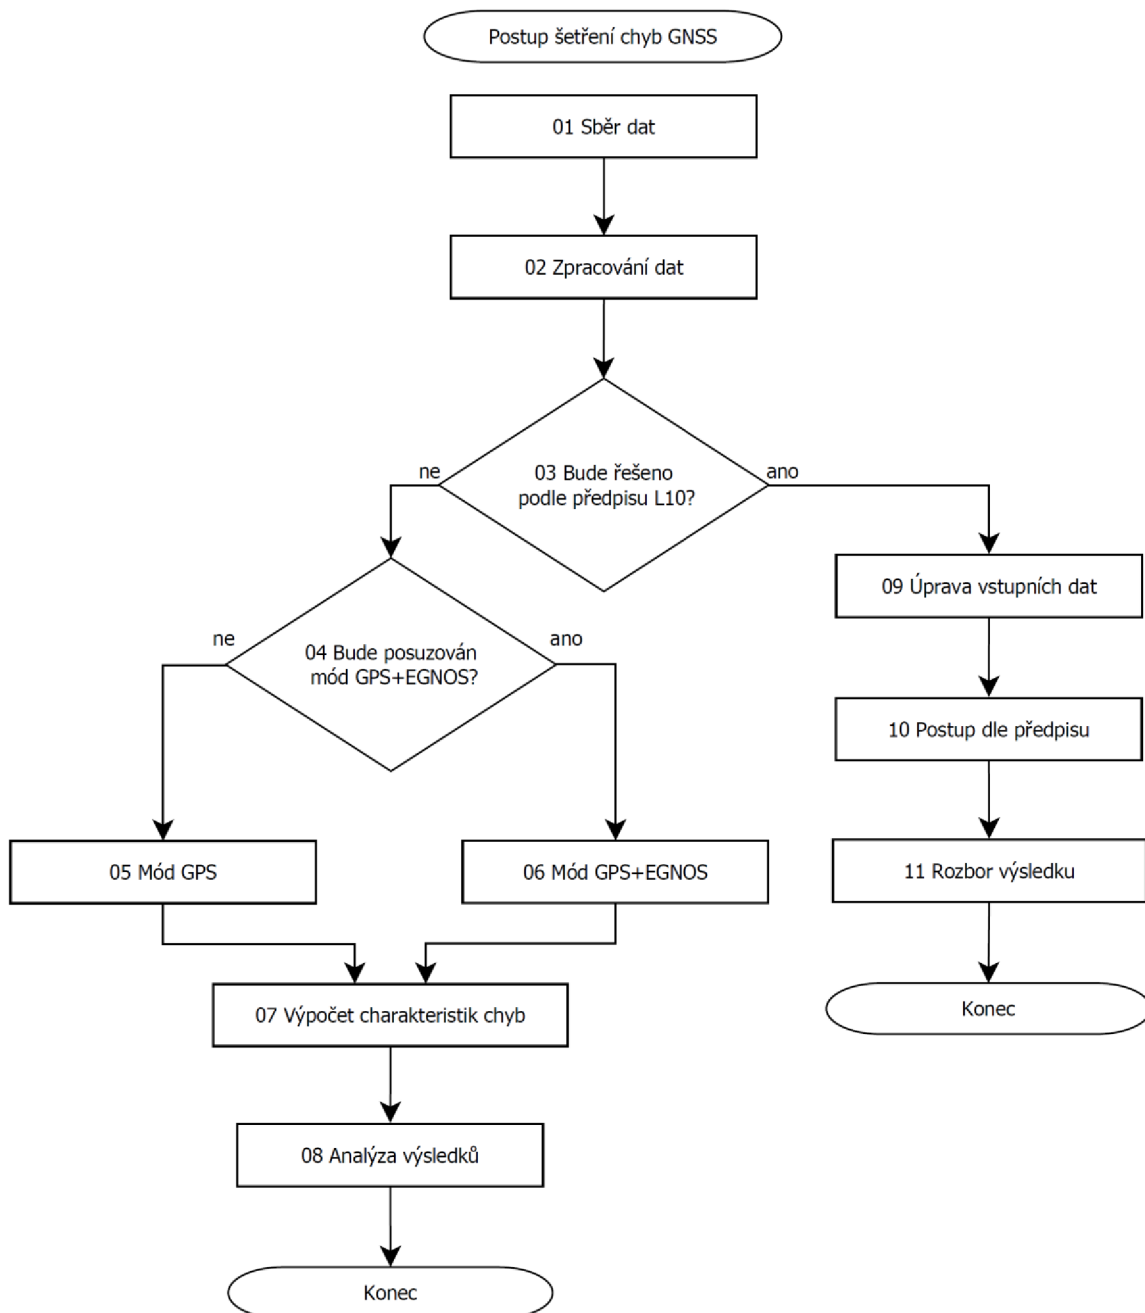 Postup šetření chyb GNSS
01 Sběr dat
02 Zpracování dat
03 Bude řešeno
podle předpisu L10?
ne
ano
04 Bude posuzován
mód GPS+EGNOS?
ne
ano
05 Mód GPS
06 Mód GPS+EGNOS
07 Výpočet charakteristik chyb
08 Analýza výsledků
Konec
09 Úprava vstupních dat
10 Postup dle předpisu
11 Rozbor výsledku
Konec